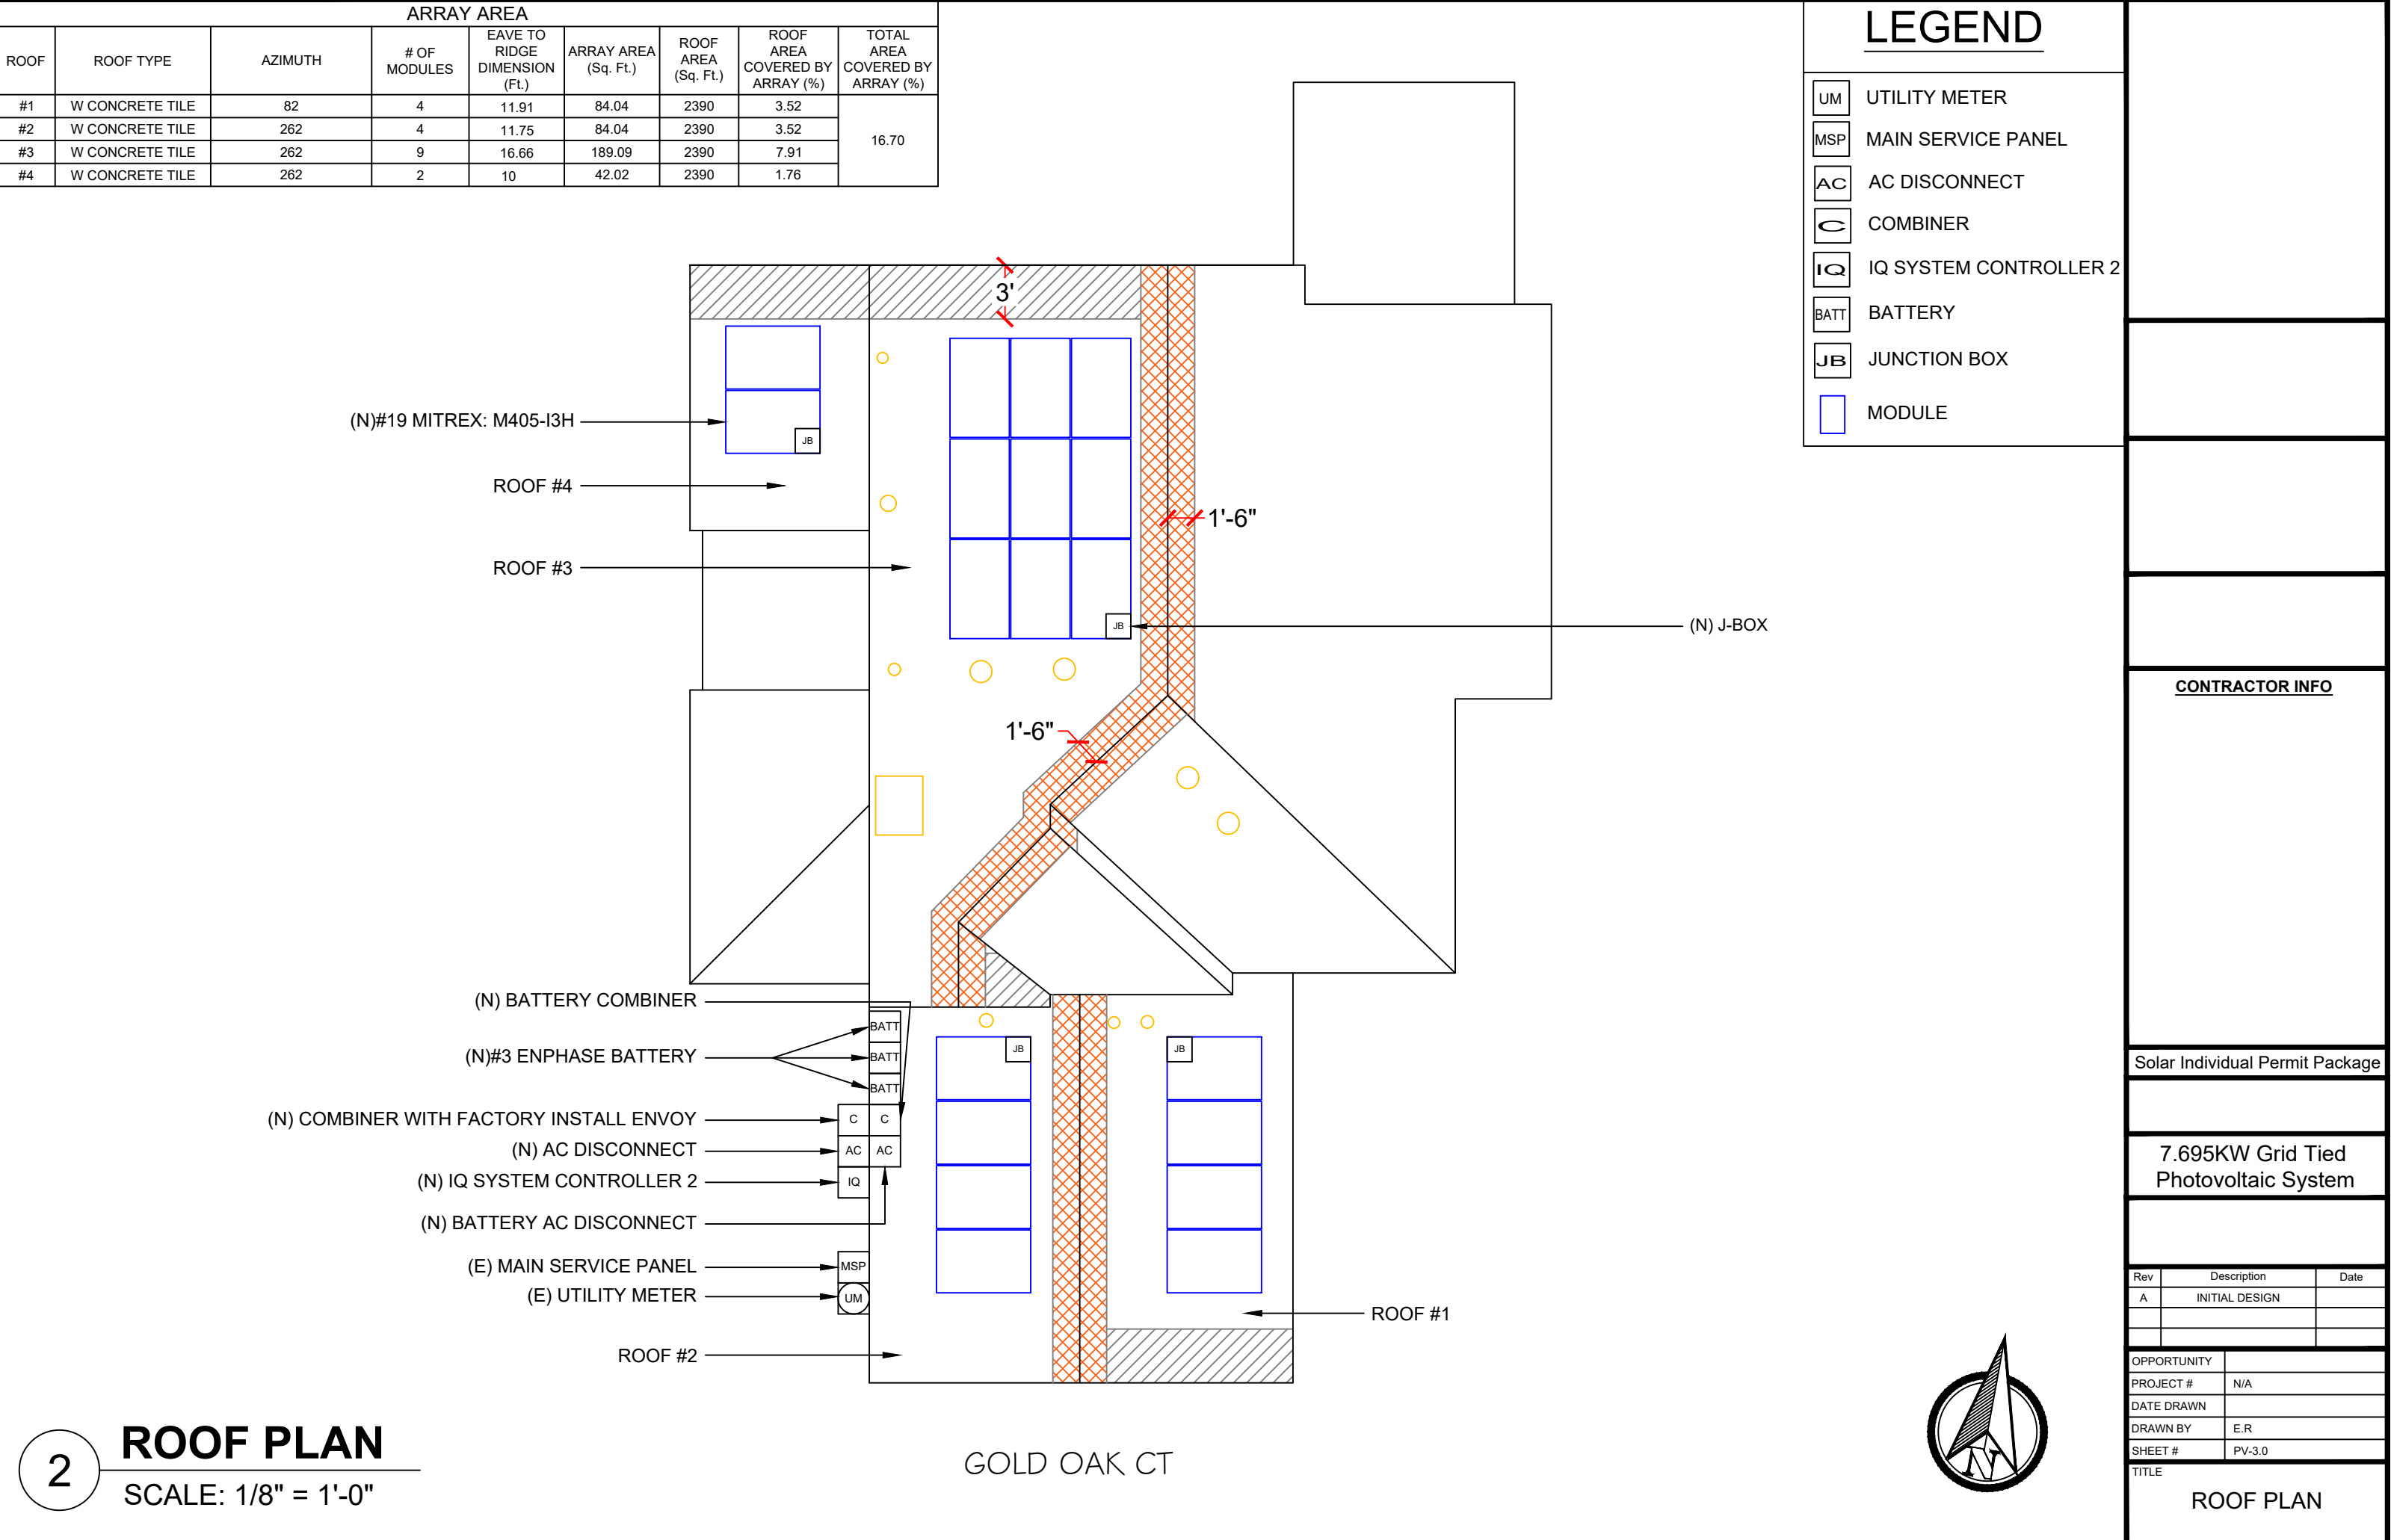 ARRAY AREA
ROOF
ROOF TYPE
AZIMUTH
# OF
MODULES
EAVE TO
RIDGE
DIMENSION
(Ft.)
ARRAY AREA
(Sq. Ft.)
ROOF
AREA
(Sq. Ft.)
ROOF
AREA
COVERED BY
ARRAY (%)
TOTAL
AREA
COVERED BY
ARRAY (%)
#1 W CONCRETE TILE 82 4 11.91 84.04 2390 3.52
#2 W CONCRETE TILE 262 4 11.75 84.04 2390 3.52
16.70
#3 W CONCRETE TILE 262 9 16.66 189.09 2390 7.91
#4 W CONCRETE TILE 262 2 10 42.02 2390 1.76
LEGEND
UM UTILITY METER
MSP MAIN SERVICE PANEL
AC AC DISCONNECT
C COMBINER
IQ IQ SYSTEM CONTROLLER 2
BATT BATTERY
JB JUNCTION BOX
MODULE
3'
(N)#19 MITREX: M405-I3H
JB
ROOF #4
1'-6"
ROOF #3
JB
(N) J-BOX
1'-6"
(N) BATTERY COMBINER
BATT
(N)#3 ENPHASE BATTERY
BATT
BATT
JB
JB
(N) COMBINER WITH FACTORY INSTALL ENVOY
C C
(N) AC DISCONNECT
AC AC
(N) IQ SYSTEM CONTROLLER 2
IQ
(N) BATTERY AC DISCONNECT
(E) MAIN SERVICE PANEL
MSP
(E) UTILITY METER
UM
ROOF #1
ROOF #2
GOLD OAK CT
N
2
ROOF PLAN
SCALE: 1/8" = 1'-0"
CONTRACTOR INFO
Solar Individual Permit Package
7.695KW Grid Tied
Photovoltaic System
Rev Description Date
A INITIAL DESIGN
OPPORTUNITY
PROJECT # N/A
DATE DRAWN
DRAWN BY E.R
SHEET # PV-3.0
TITLE
ROOF PLAN